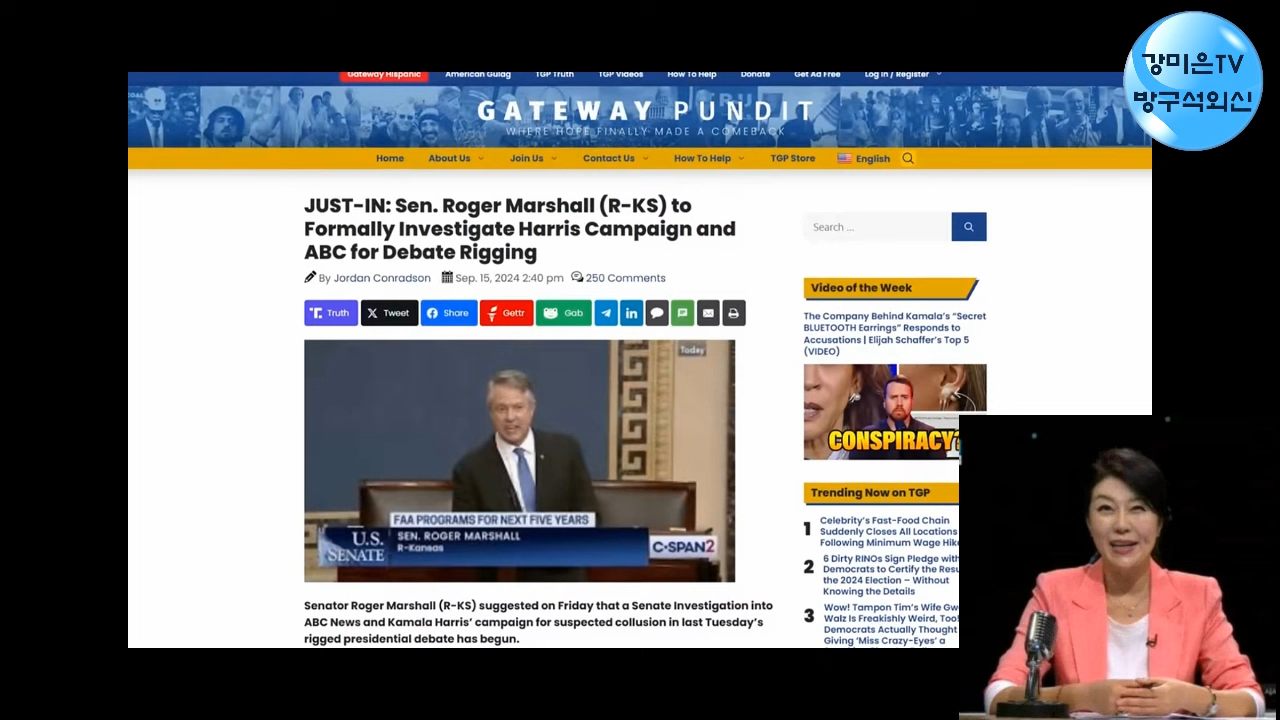 강미은TV
방구석외신
Gateway Hispanic American Gulag TGP Truth TGP Videos How To Help Donate Get Ad Free Log In / Register
GATEWAY PUNDIT
WHERE HOPE FINALLY MADE A COMEBACK
Home About Us Join Us Contact Us How To Help TGP Store English
JUST-IN: Sen. Roger Marshall (R-KS) to
Formally Investigate Harris Campaign and
ABC for Debate Rigging
By Jordan Conradson Sep. 15, 2024 2:40 pm 250 Comments
Truth Tweet Share Gettr Gab
Today
FAA PROGRAMS FOR NEXT FIVE YEARS
U.S. SENATE
SEN. ROGER MARSHALL
R-Kansas
C-SPAN2
Senator Roger Marshall (R-KS) suggested on Friday that a Senate Investigation into
ABC News and Kamala Harris' campaign for suspected collusion in last Tuesday's
rigged presidential debate has begun.
Search ...
Video of the Week
The Company Behind Kamala's "Secret
BLUETOOTH Earrings" Responds to
Accusations | Elijah Schaffer's Top 5
(VIDEO)
CONSPIRACY?
Trending Now on TGP
1 Celebrity's Fast-Food Chain
Suddenly Closes All Locations
Following Minimum Wage Hik
2 6 Dirty RINOs Sign Pledge with
Democrats to Certify the Resu
the 2024 Election – Without
Knowing the Details
3 Wow! Tampon Tim's Wife Gw
Walz Is Freakishly Weird, Too!
Democrats Actually Thought
Giving 'Miss Crazy-Eyes' a